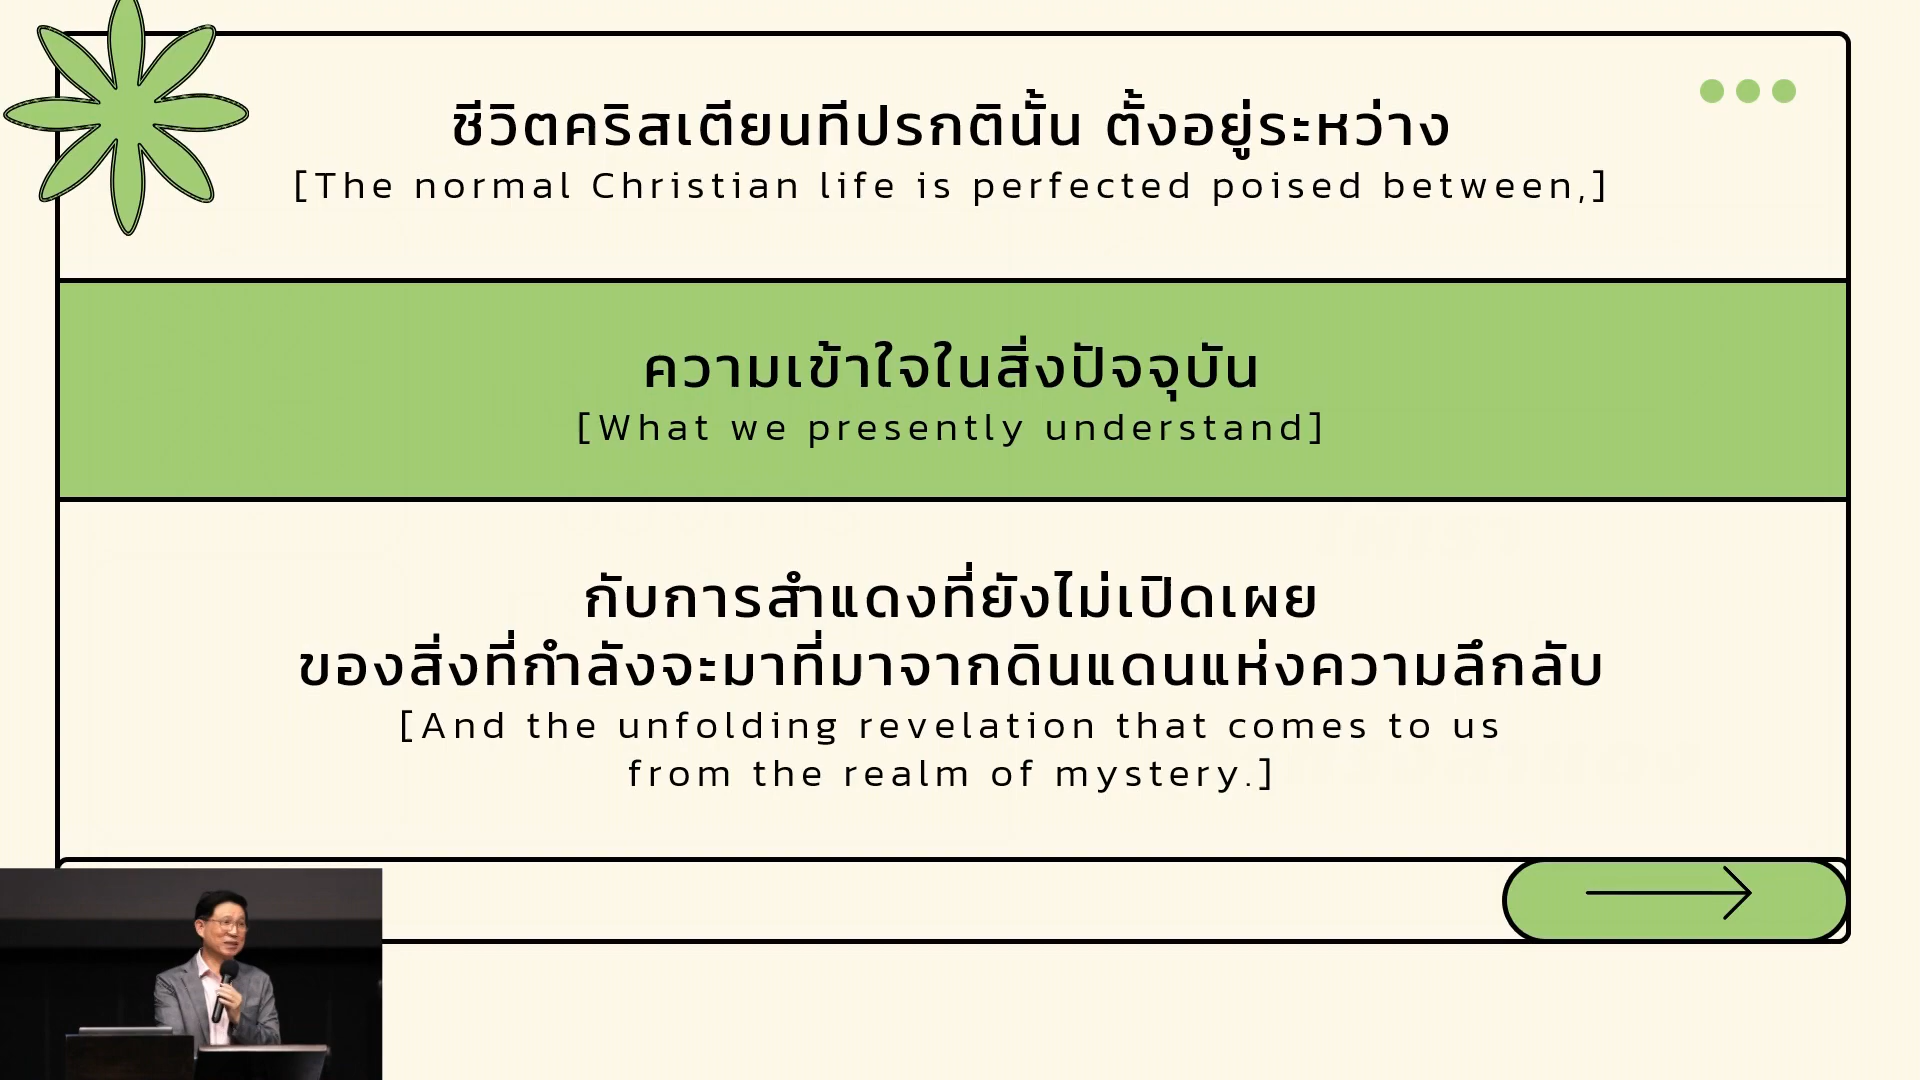 ชีวิตคริสเตียนทีปรกตินั้น ตั้งอยู่ระหว่าง
[The normal Christian life is perfected poised between,]
ความเข้าใจในสิ่งปัจจุบัน
[What we presently understand]
กับการสำแดงที่ยังไม่เปิดเผย
ของสิ่งที่กำลังจะมาที่มาจากดินแดนแห่งความลึกลับ
[And the unfolding revelation that comes to us
from the realm of mystery.]